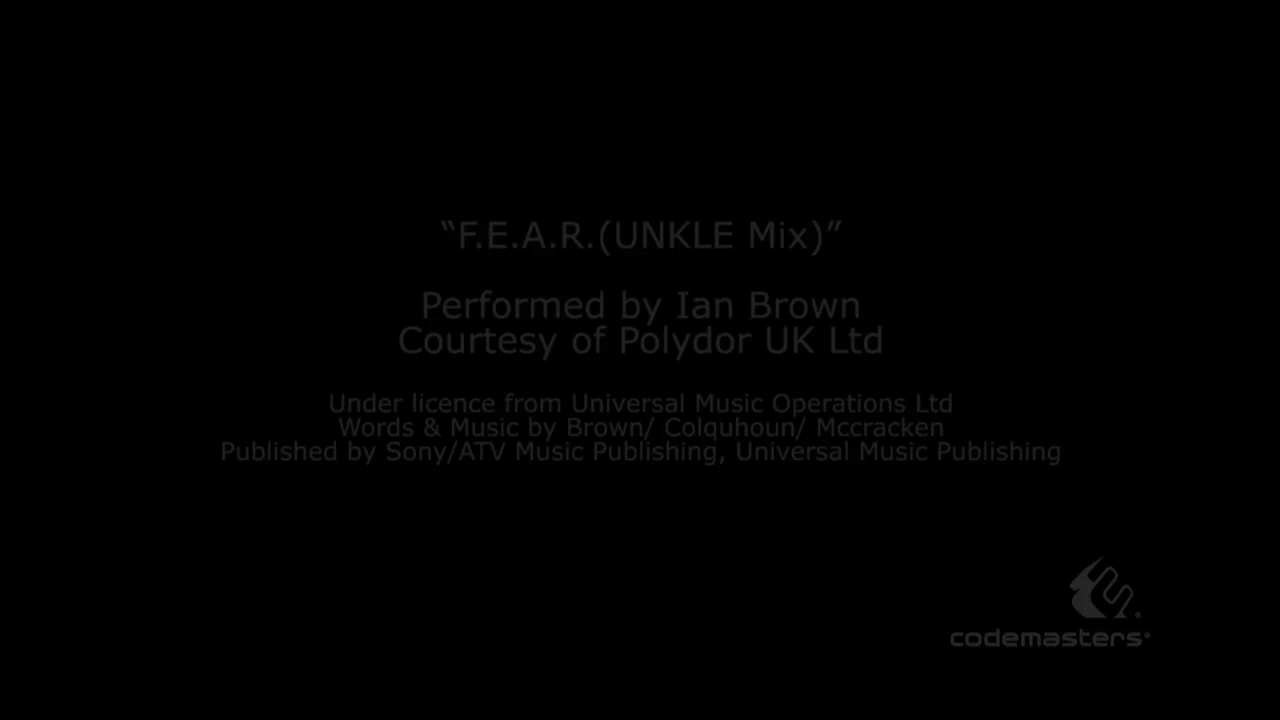 “F.E.A.R.(UNKLE Mix)”
Performed by Ian Brown
Courtesy of Polydor UK Ltd
Under licence from Universal Music Operations Ltd
Words & Music by Brown/ Colquhoun/ Mccracken
Published by Sony/ATV Music Publishing, Universal Music Publishing
codemasters®